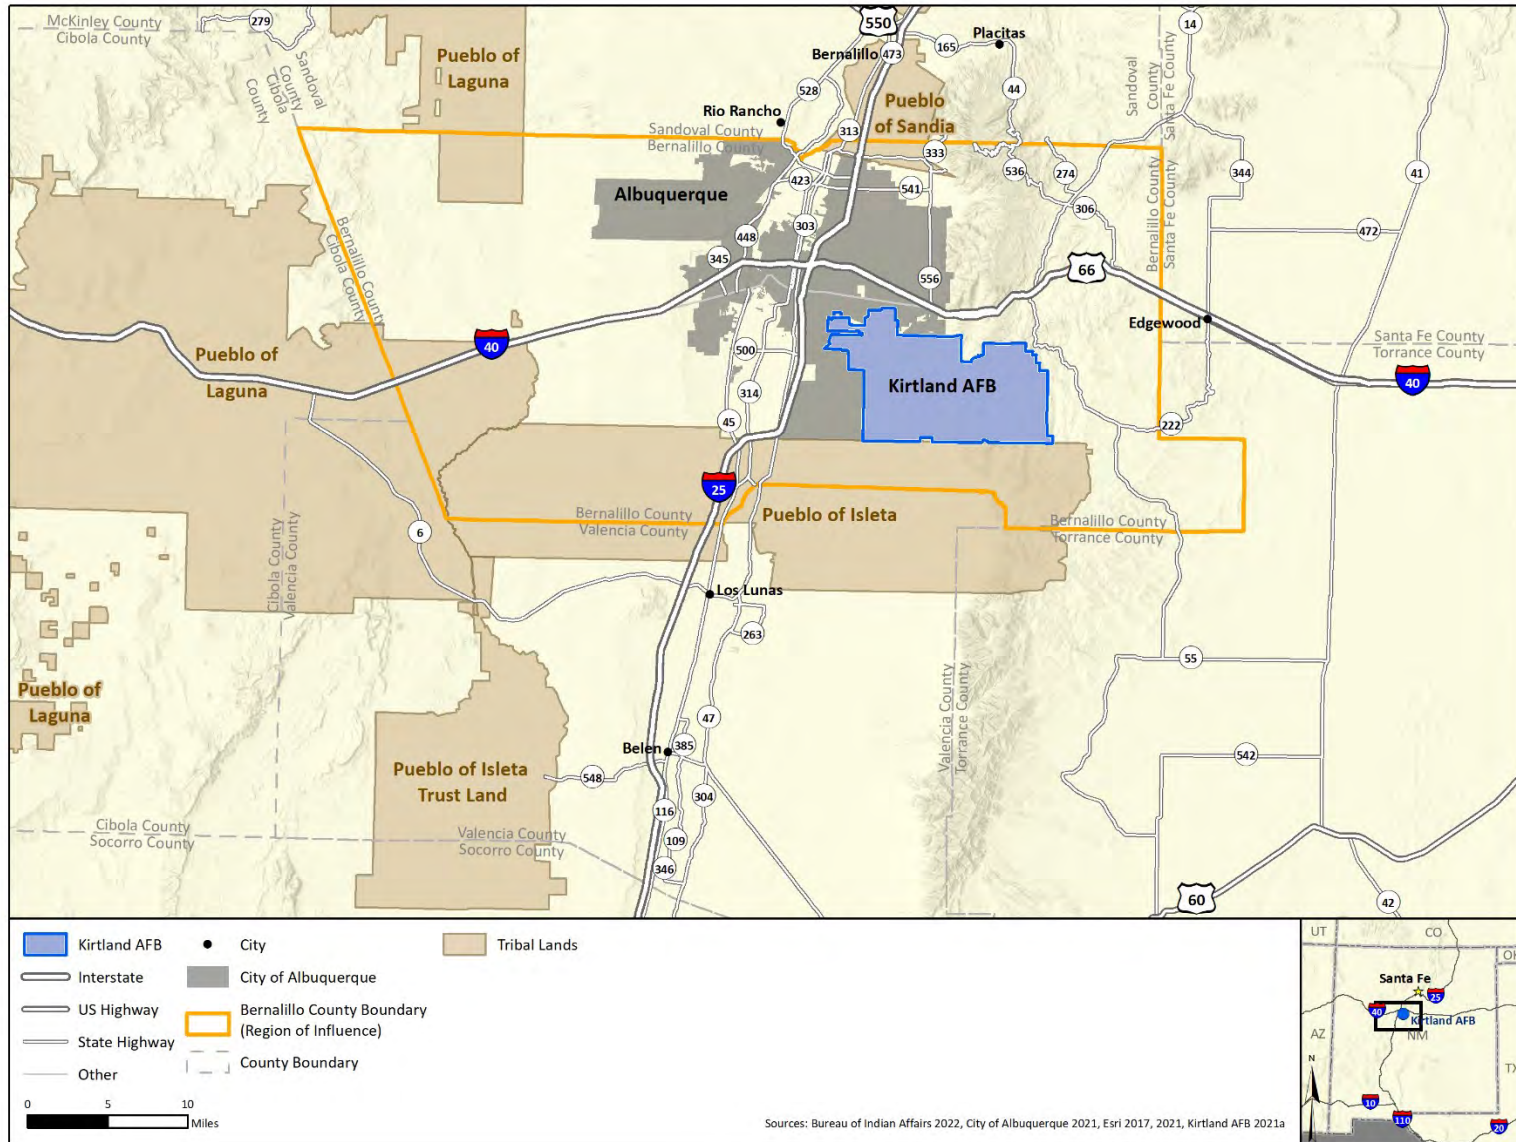 McKinley County
Cibola County
279
Sandoval
County
Cibola
County
Pueblo of
Laguna
550
Bernalillo
473
165
Placitas
14
528
44
Rio Rancho
Pueblo
of Sandia
313
333
Sandoval County
Bernalillo County
Sandoval
County
Santa Fe County
536
274
344
41
423
541
Albuquerque
306
303
448
472
Bernalillo County
Cibola County
Bernalillo County
Santa Fe County
345
556
66
Edgewood
40
500
Santa Fe County
Torrance County
Pueblo of
Laguna
Kirtland AFB
40
314
45
222
25
Bernalillo County
Valencia County
Pueblo of Isleta
Bernalillo County
Torrance County
6
Cibola County
Valencia County
Los Lunas
263
55
Pueblo of
Laguna
47
Valencia County
Torrance County
Belen
385
542
Pueblo of Isleta
Trust Land
548
304
116
Cibola County
Socorro County
Valencia County
Socorro County
109
346
60
42
Kirtland AFB
Interstate
US Highway
State Highway
Other
City
City of Albuquerque
Bernalillo County Boundary
(Region of Influence)
County Boundary
Tribal Lands
0 5 10
Miles
Sources: Bureau of Indian Affairs 2022, City of Albuquerque 2021, Esri 2017, 2021, Kirtland AFB 2021a
UT
CO
OK
Santa Fe
25
40
Kirtland AFB
AZ
NM
TX
N
10
110
20